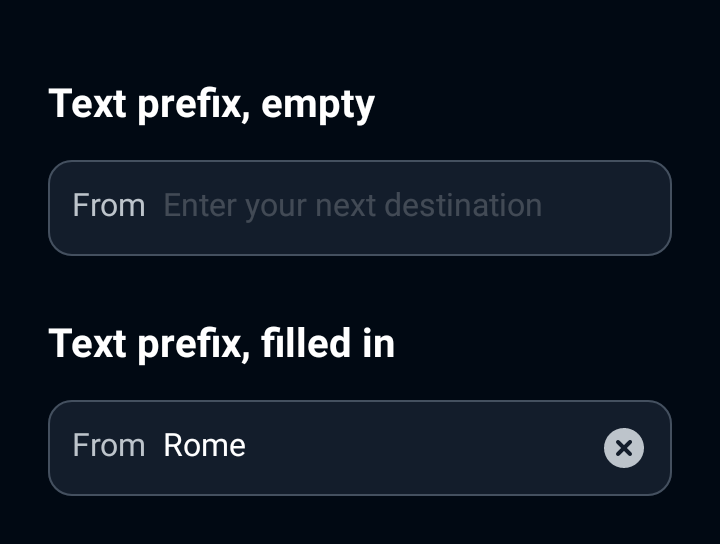 Text prefix, empty
From Enter your next destination
Text prefix, filled in
From Rome